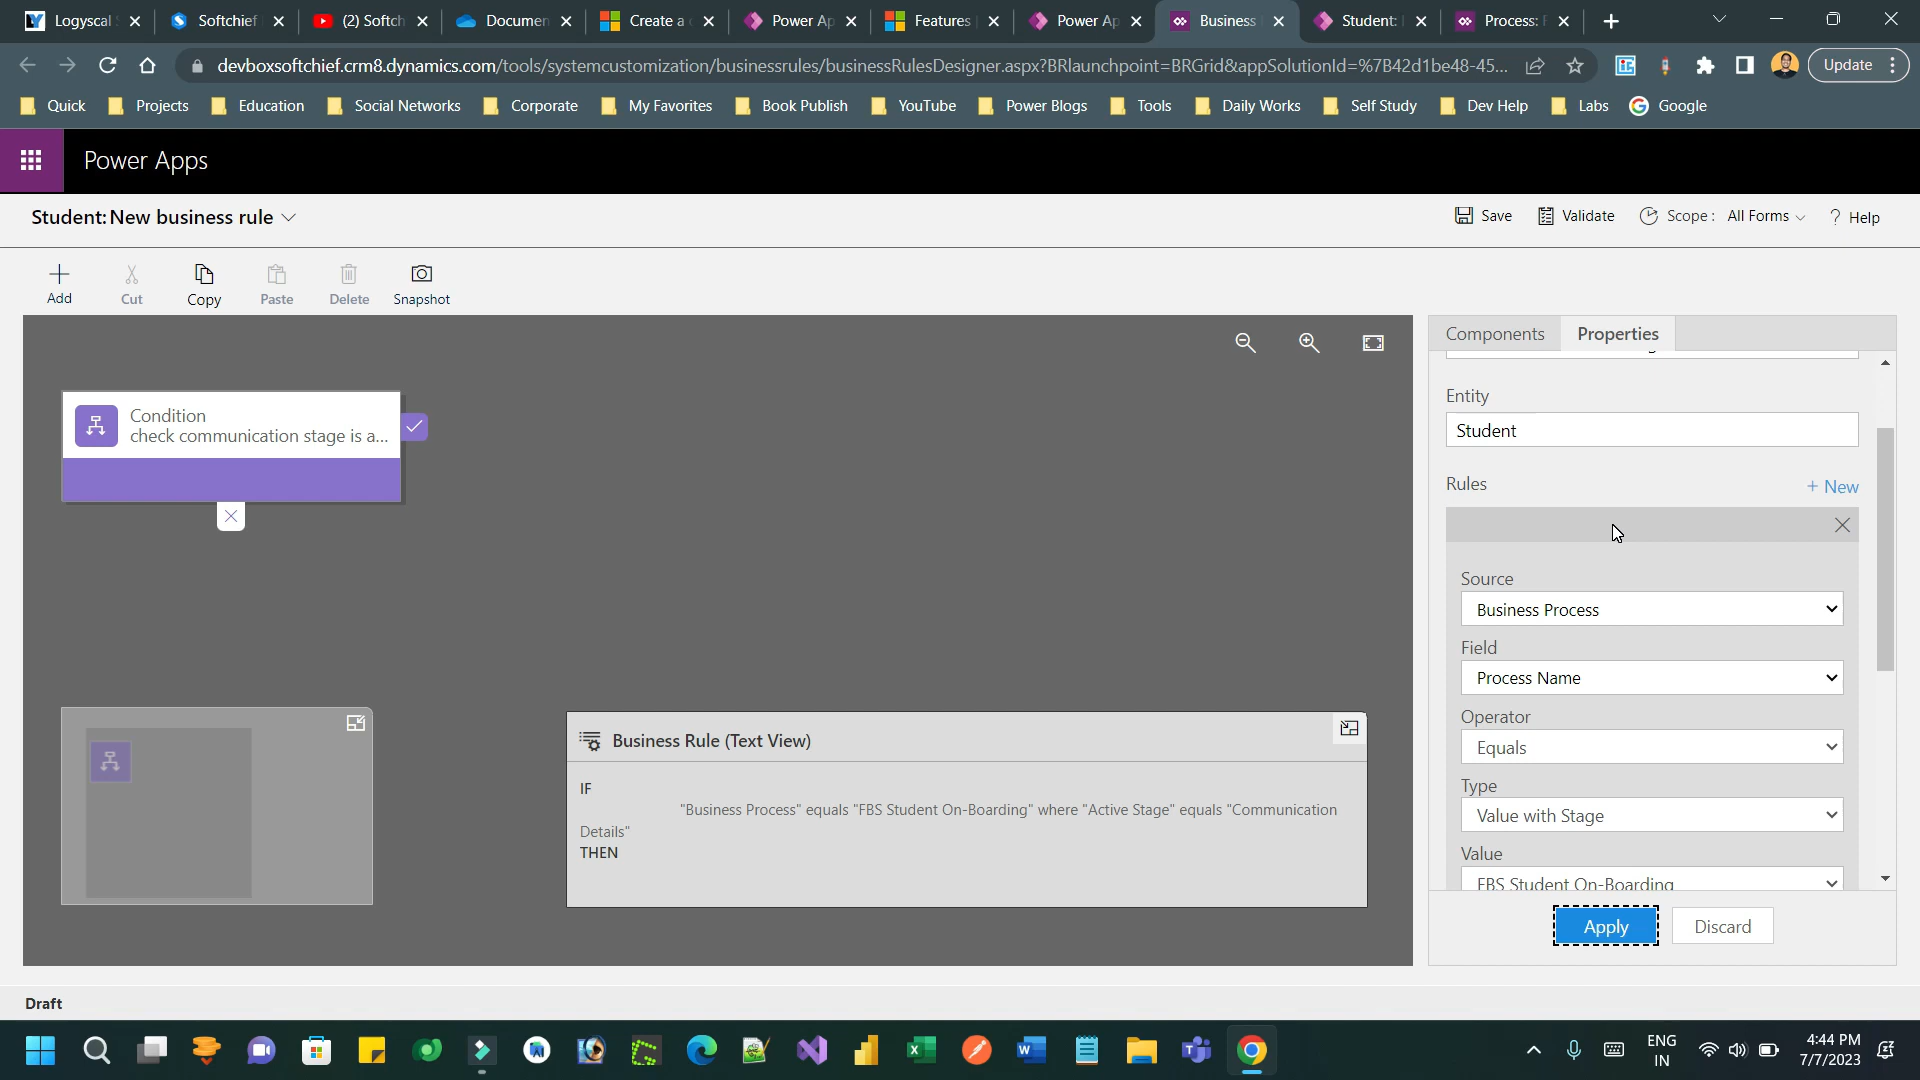 Logyscal
Softchief
(2) Softch
Documen
Create a
Power Ap
Features
Power Ap
Business
Student:
Process:
devboxsoftchief.crm8.dynamics.com/tools/systemcustomization/businessrules/businessRulesDesigner.aspx?BRlaunchpoint=BRGrid&appSolutionId=%7B42d1be48-45...
Update
Quick
Projects
Education
Social Networks
Corporate
My Favorites
Book Publish
YouTube
Power Blogs
Tools
Daily Works
Self Study
Dev Help
Labs
Google
Power Apps
Student: New business rule
Save
Validate
Scope : All Forms
? Help
Add
Cut
Copy
Paste
Delete
Snapshot
Components
Properties
Condition
check communication stage is a...
Entity
Student
Rules
+ New
Source
Business Process
Field
Process Name
Operator
Equals
Type
Value with Stage
Value
FBS Student On-Boarding
Business Rule (Text View)
IF
"Business Process" equals "FBS Student On-Boarding" where "Active Stage" equals "Communication
Details"
THEN
Apply
Discard
Draft
ENG
IN
4:44 PM
7/7/2023